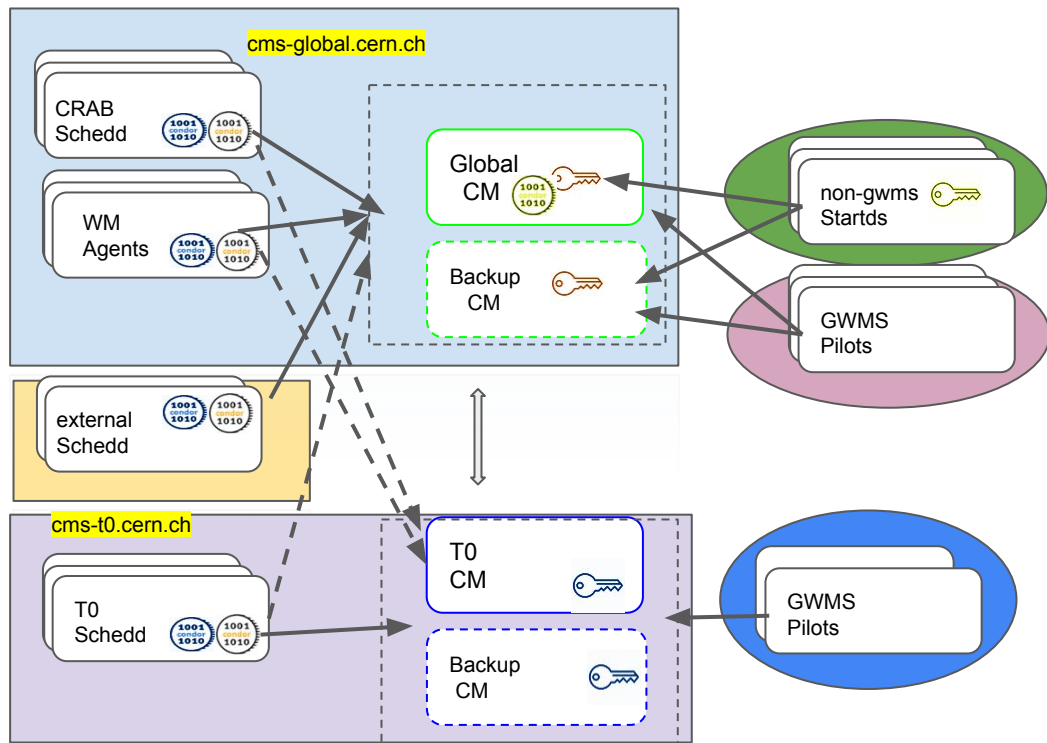 cms-global.cern.ch
CRAB
Schedd
1001
condor
1010
1001
condor
1010
WM
Agents
1001
condor
1010
1001
condor
1010
Global
CM
1001
condor
1010
Backup
CM
non-gwms
Startds
GWMS
Pilots
external
Schedd
1001
condor
1010
1001
condor
1010
cms-t0.cern.ch
T0
Schedd
1001
condor
1010
1001
condor
1010
T0
CM
Backup
CM
GWMS
Pilots